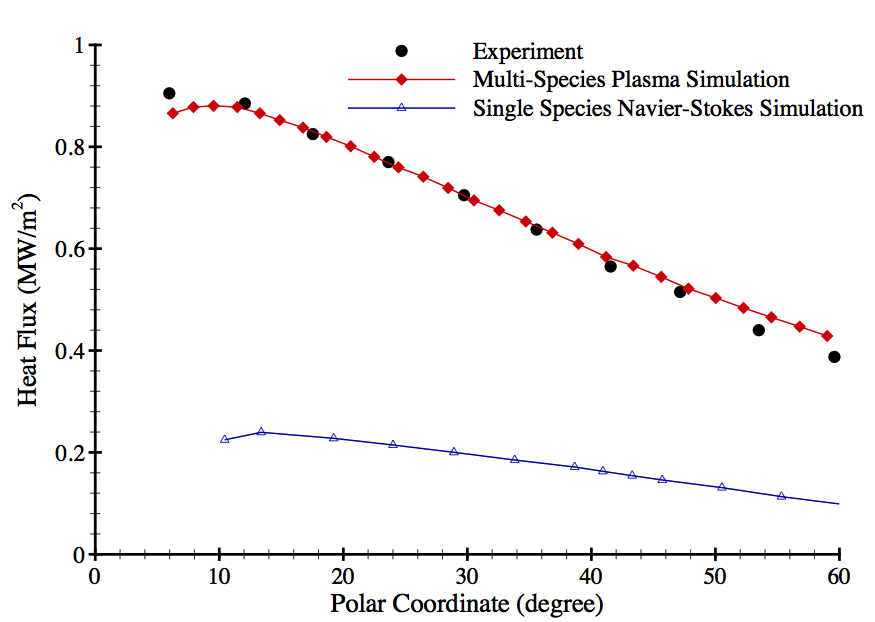 Experiment
Multi-Species Plasma Simulation
Single Species Navier-Stokes Simulation
1
0.8
0.6
0.4
0.2
0
Heat Flux (MW/m²)
0 10 20 30 40 50 60
Polar Coordinate (degree)